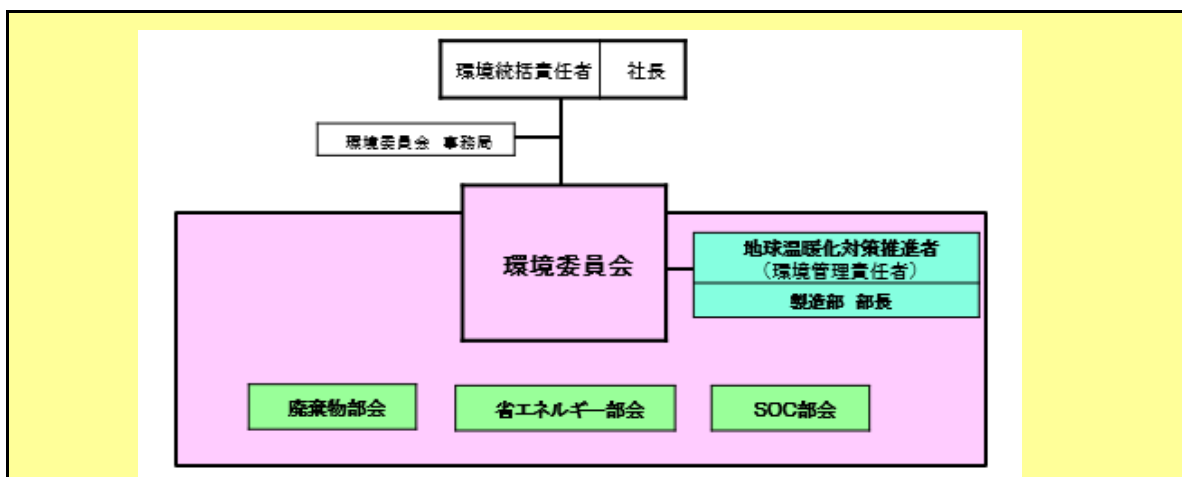 環境統括責任者 社長
環境委員会 事務局
環境委員会
地球温暖化対策推進者
（環境管理責任者）
製造部 部長
廃棄物部会
省エネルギー部会
SOC部会